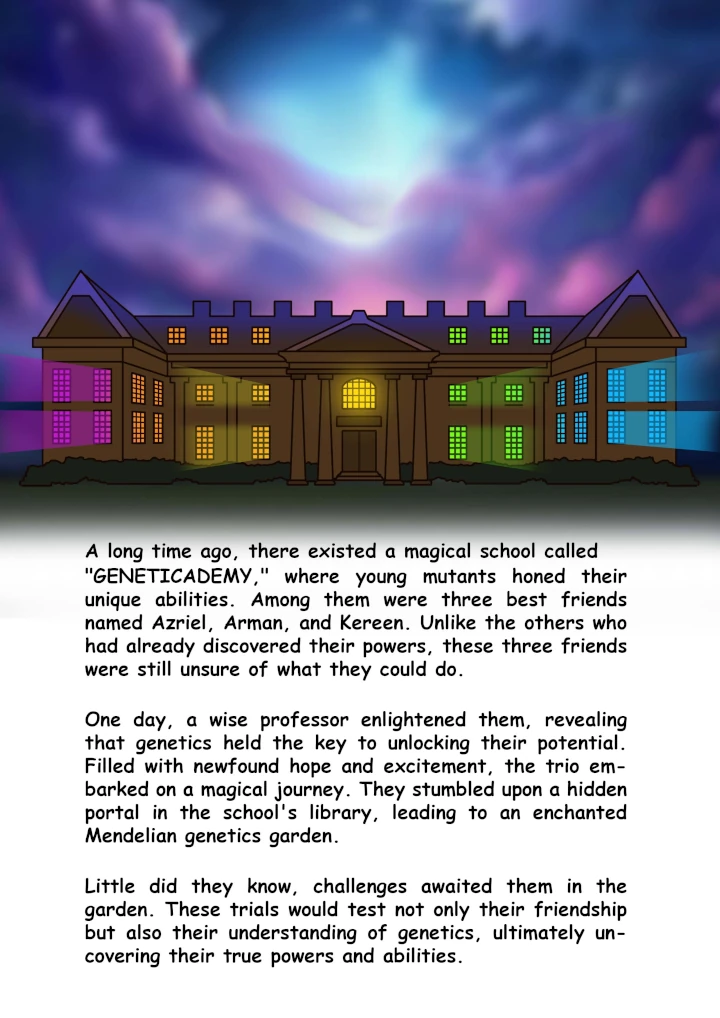 A long time ago, there existed a magical school called
"GENETICADEMY," where young mutants honed their
unique abilities. Among them were three best friends
named Azriel, Arman, and Kereen. Unlike the others who
had already discovered their powers, these three friends
were still unsure of what they could do.
One day, a wise professor enlightened them, revealing
that genetics held the key to unlocking their potential.
Filled with newfound hope and excitement, the trio em-
barked on a magical journey. They stumbled upon a hidden
portal in the school's library, leading to an enchanted
Mendelian genetics garden.
Little did they know, challenges awaited them in the
garden. These trials would test not only their friendship
but also their understanding of genetics, ultimately un-
covering their true powers and abilities.